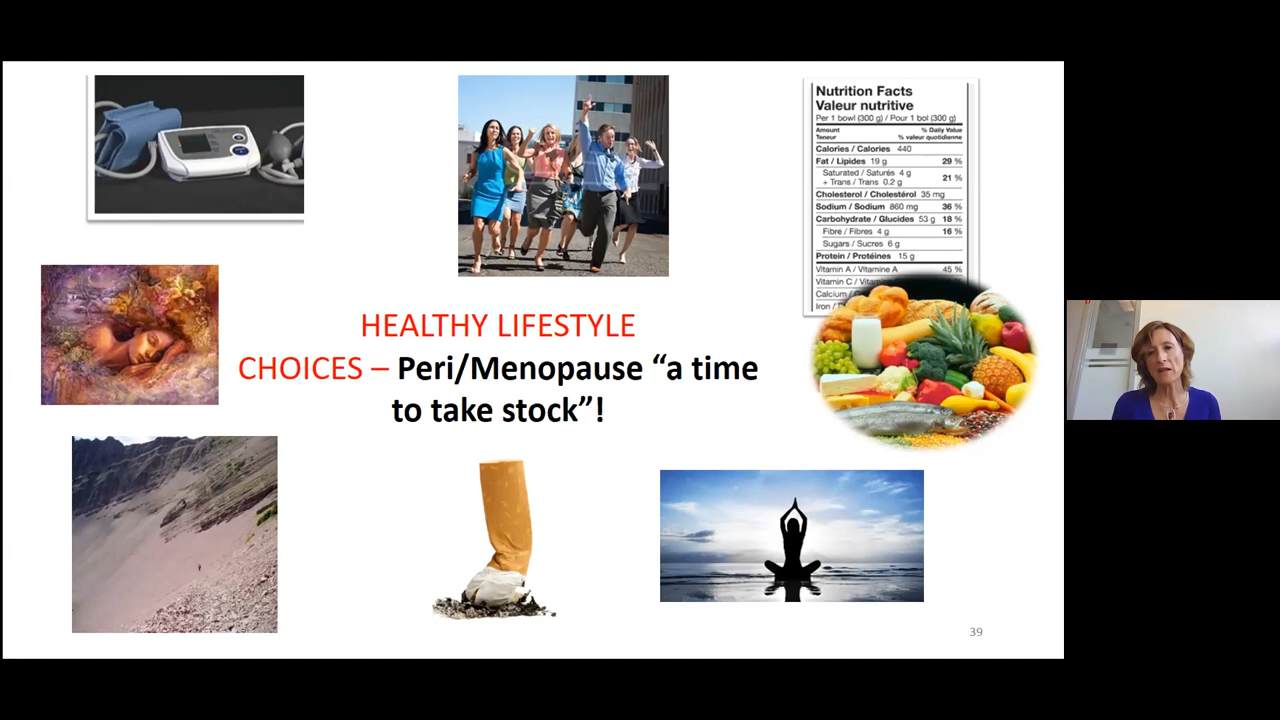 Nutrition Facts
Valeur nutritive
Per 1 bowl (300 g) / Pour 1 bol (300 g)
Amount % Daily Value
Teneur % valeur quotidienne
Calories / Calories 440
Fat / Lipides 19 g 29 %
Saturated / Saturés 4 g
+ Trans / Trans 0.2 g 21 %
Cholesterol / Cholestérol 35 mg
Sodium / Sodium 860 mg 36 %
Carbohydrate / Glucides 53 g 18 %
Fibre / Fibres 4 g 16 %
Sugars / Sucres 6 g
Protein / Protéines 15 g
Vitamin A / Vitamine A 45 %
Vitamin C /
Calcium /
Iron /
HEALTHY LIFESTYLE
CHOICES – Peri/Menopause “a time
to take stock”!
39